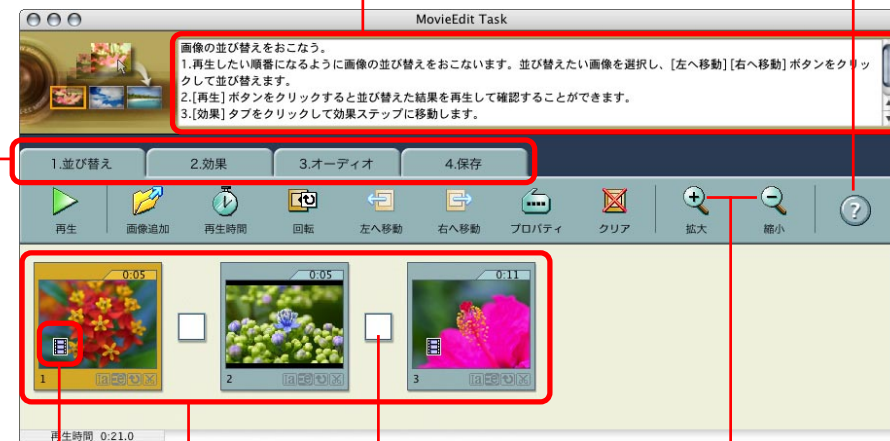 MovieEdit Task
画像の並び替えをおこなう。
1.再生したい順番になるように画像の並び替えをおこないます。並び替えたい画像を選択し、[左へ移動] [右へ移動] ボタンをクリッ
クして並び替えます。
2.[再生] ボタンをクリックすると並び替えた結果を再生して確認することができます。
3.[効果] タブをクリックして効果ステップに移動します。
1.並び替え 2.効果 3.オーディオ 4.保存
再生 画像追加 再生時間 回転 左へ移動 右へ移動 プロパティ クリア 拡大 縮小 ?
0:05 0:05 0:11
1 2 3
再生時間 0:21.0